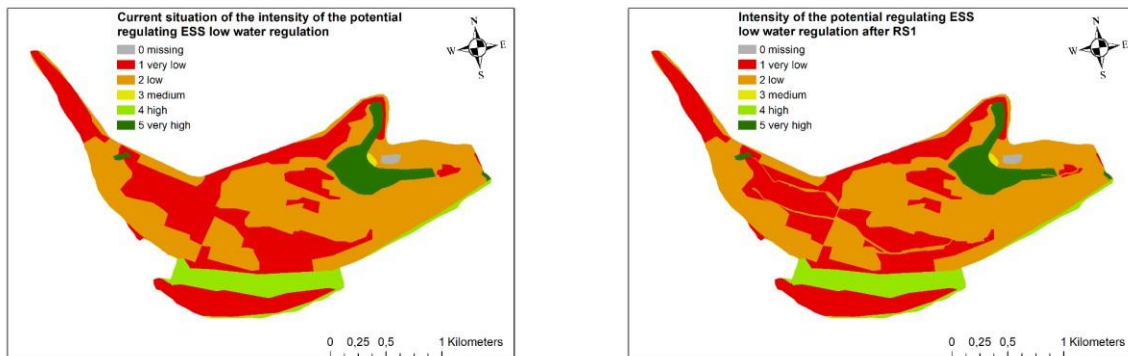 Current situation of the intensity of the potential
regulating ESS low water regulation
0 missing
1 very low
2 low
3 medium
4 high
5 very high
N
W
E
S
0 0,25 0,5 1 Kilometers
Intensity of the potential regulating ESS
low water regulation after RS1
0 missing
1 very low
2 low
3 medium
4 high
5 very high
N
W
E
S
0 0,25 0,5 1 Kilometers